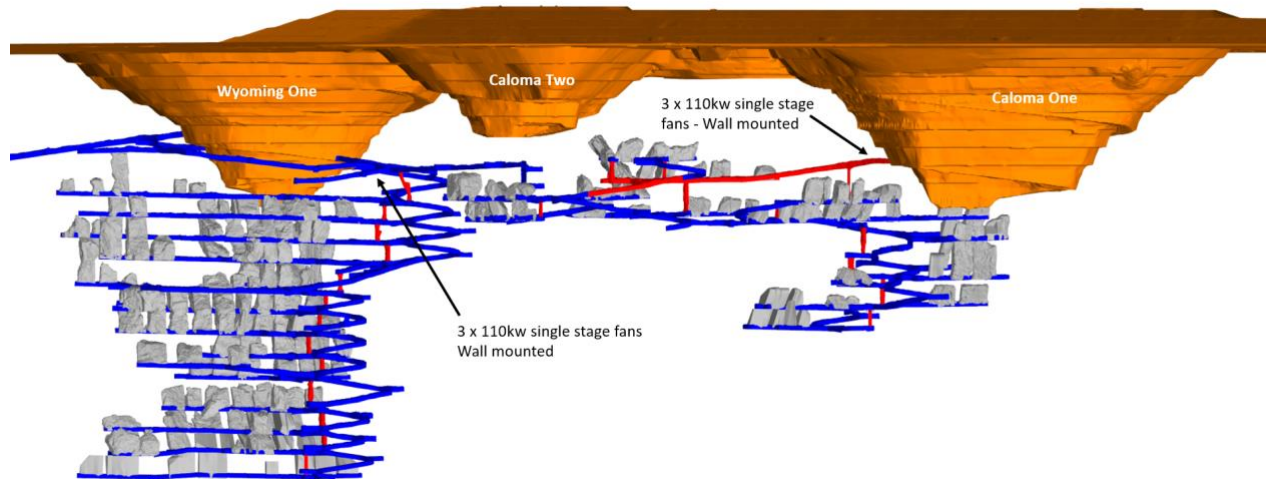 Caloma Two
Wyoming One
Caloma One
3 x 110kw single stage
fans - Wall mounted
3 x 110kw single stage fans
Wall mounted